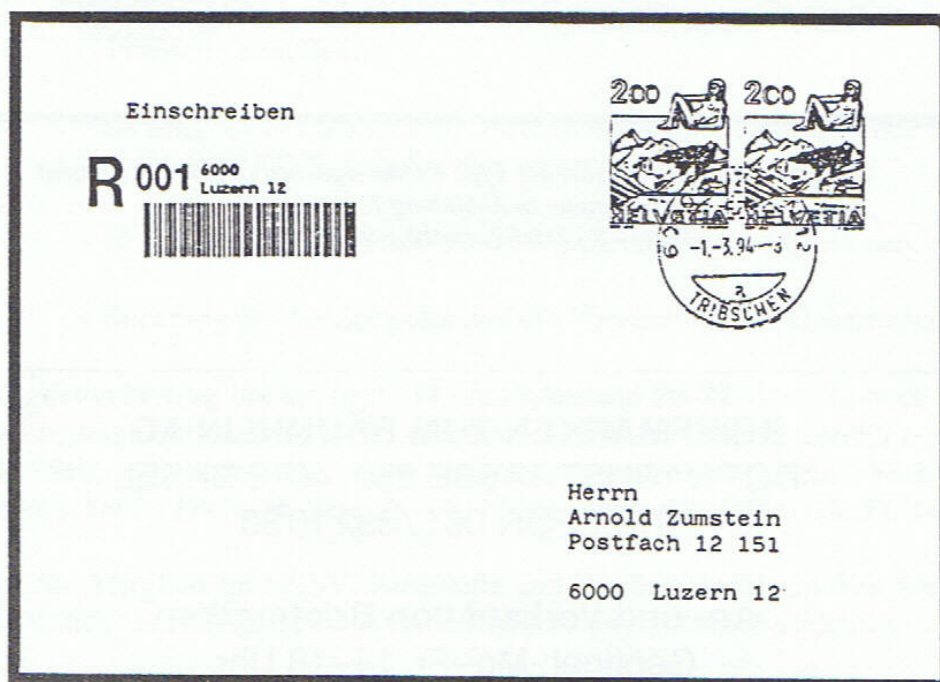 Einschreiben
R 001 6000
Luzern 12
200 200
HELVETIA HELVETIA
-1.-3.94-
a
TRIBSCHEN
Herrn
Arnold Zumstein
Postfach 12 151
6000 Luzern 12